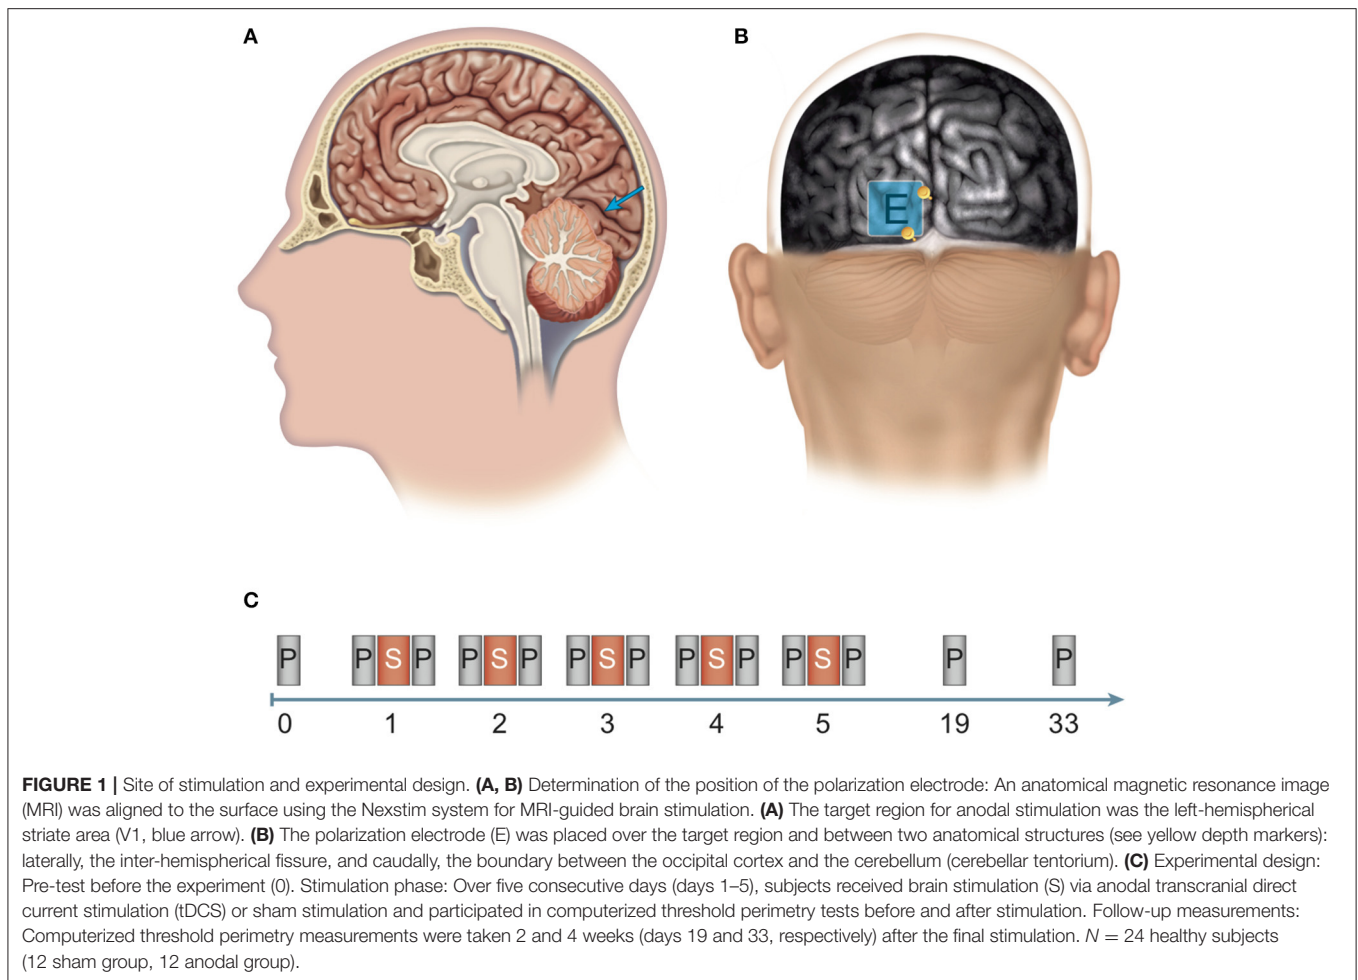 A
B
E
C
P P S P P S P P S P P S P P S P P P
0 1 2 3 4 5 19 33
FIGURE 1 | Site of stimulation and experimental design. (A, B) Determination of the position of the polarization electrode: An anatomical magnetic resonance image
(MRI) was aligned to the surface using the Nexstim system for MRI-guided brain stimulation. (A) The target region for anodal stimulation was the left-hemispherical
striate area (V1, blue arrow). (B) The polarization electrode (E) was placed over the target region and between two anatomical structures (see yellow depth markers):
laterally, the inter-hemispherical fissure, and caudally, the boundary between the occipital cortex and the cerebellum (cerebellar tentorium). (C) Experimental design:
Pre-test before the experiment (0). Stimulation phase: Over five consecutive days (days 1–5), subjects received brain stimulation (S) via anodal transcranial direct
current stimulation (tDCS) or sham stimulation and participated in computerized threshold perimetry tests before and after stimulation. Follow-up measurements:
Computerized threshold perimetry measurements were taken 2 and 4 weeks (days 19 and 33, respectively) after the final stimulation. N = 24 healthy subjects
(12 sham group, 12 anodal group).